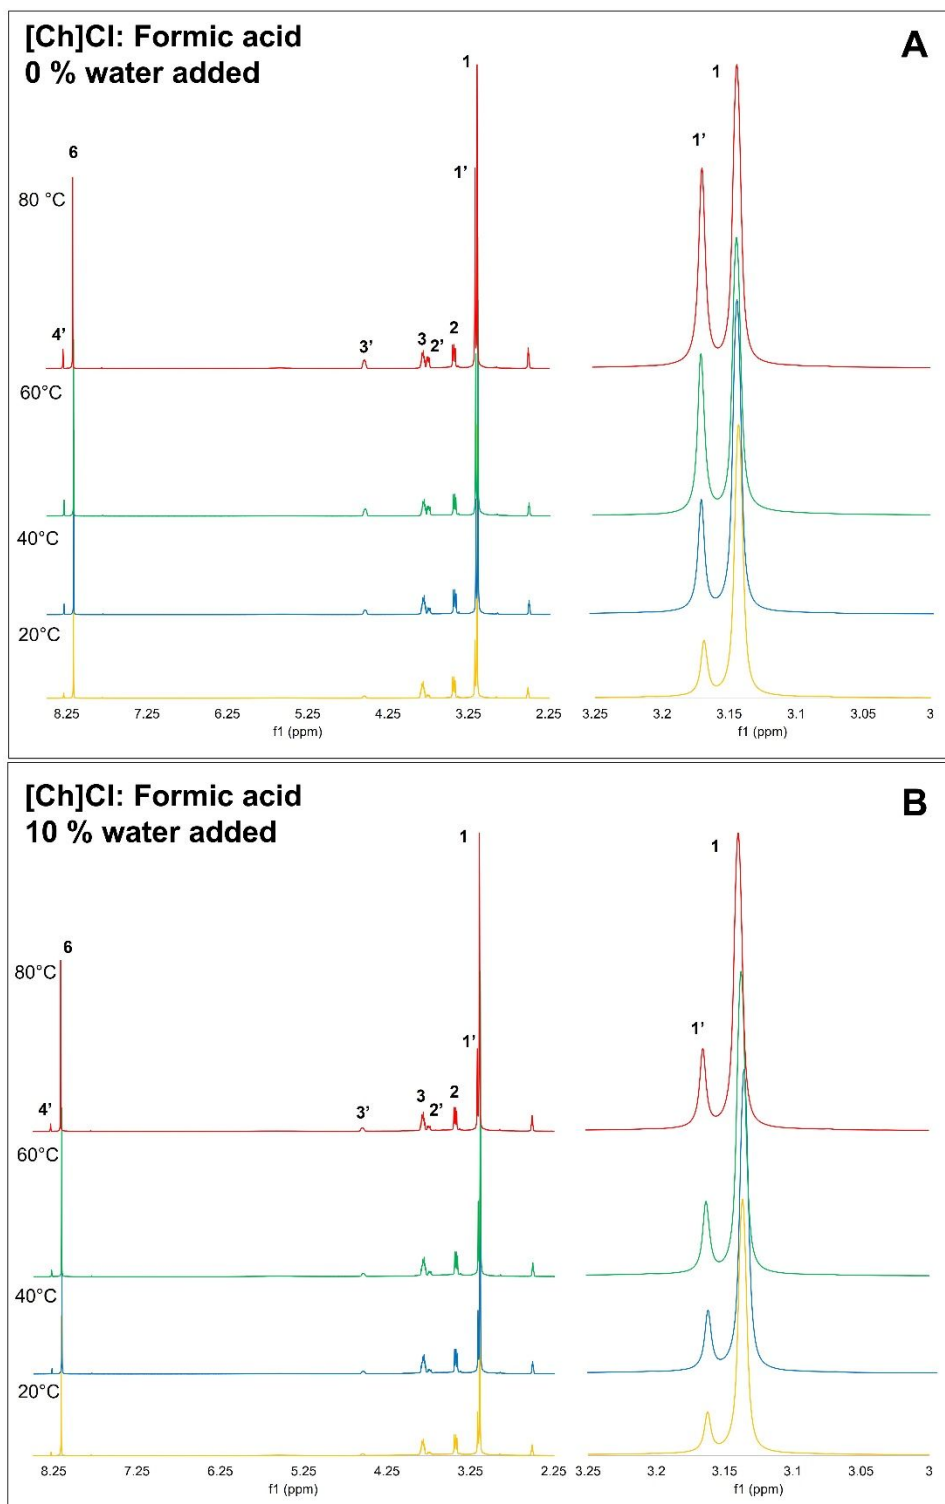 [Ch]Cl: Formic acid
0 % water added
A
1
1
6
1'
1'
80 °C
4'
3'
3
2'
2
60°C
40°C
20°C
8.25 7.25 6.25 5.25 4.25 3.25 2.25
f1 (ppm)
3.25 3.2 3.15 3.1 3.05 3
f1 (ppm)
[Ch]Cl: Formic acid
10 % water added
B
1
1
6
80°C
1'
1'
4'
3'
3
2'
2
60°C
40°C
20°C
8.25 7.25 6.25 5.25 4.25 3.25 2.25
f1 (ppm)
3.25 3.2 3.15 3.1 3.05 3
f1 (ppm)